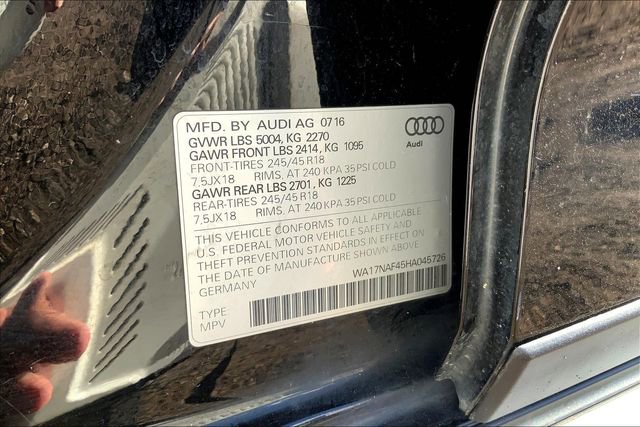 MFD. BY AUDI AG 0716
GVWR LBS 5004, KG 2270
GAWR FRONT LBS 2414, KG 1095
FRONT-TIRES 245/45 R18
7.5JX18 RIMS, AT 240 KPA 35 PSI COLD
GAWR REAR LBS 2701, KG 1225
REAR-TIRES 245/45 R18
7.5JX18 RIMS, AT 240 KPA 35 PSI COLD
Audi
THIS VEHICLE CONFORMS TO ALL APPLICABLE
U.S. FEDERAL MOTOR VEHICLE SAFETY AND
THEFT PREVENTION STANDARDS IN EFFECT ON
THE DATE OF MANUFACTURE SHOWN ABOVE.
GERMANY
WA17NAF45HA045726
TYPE
MPV